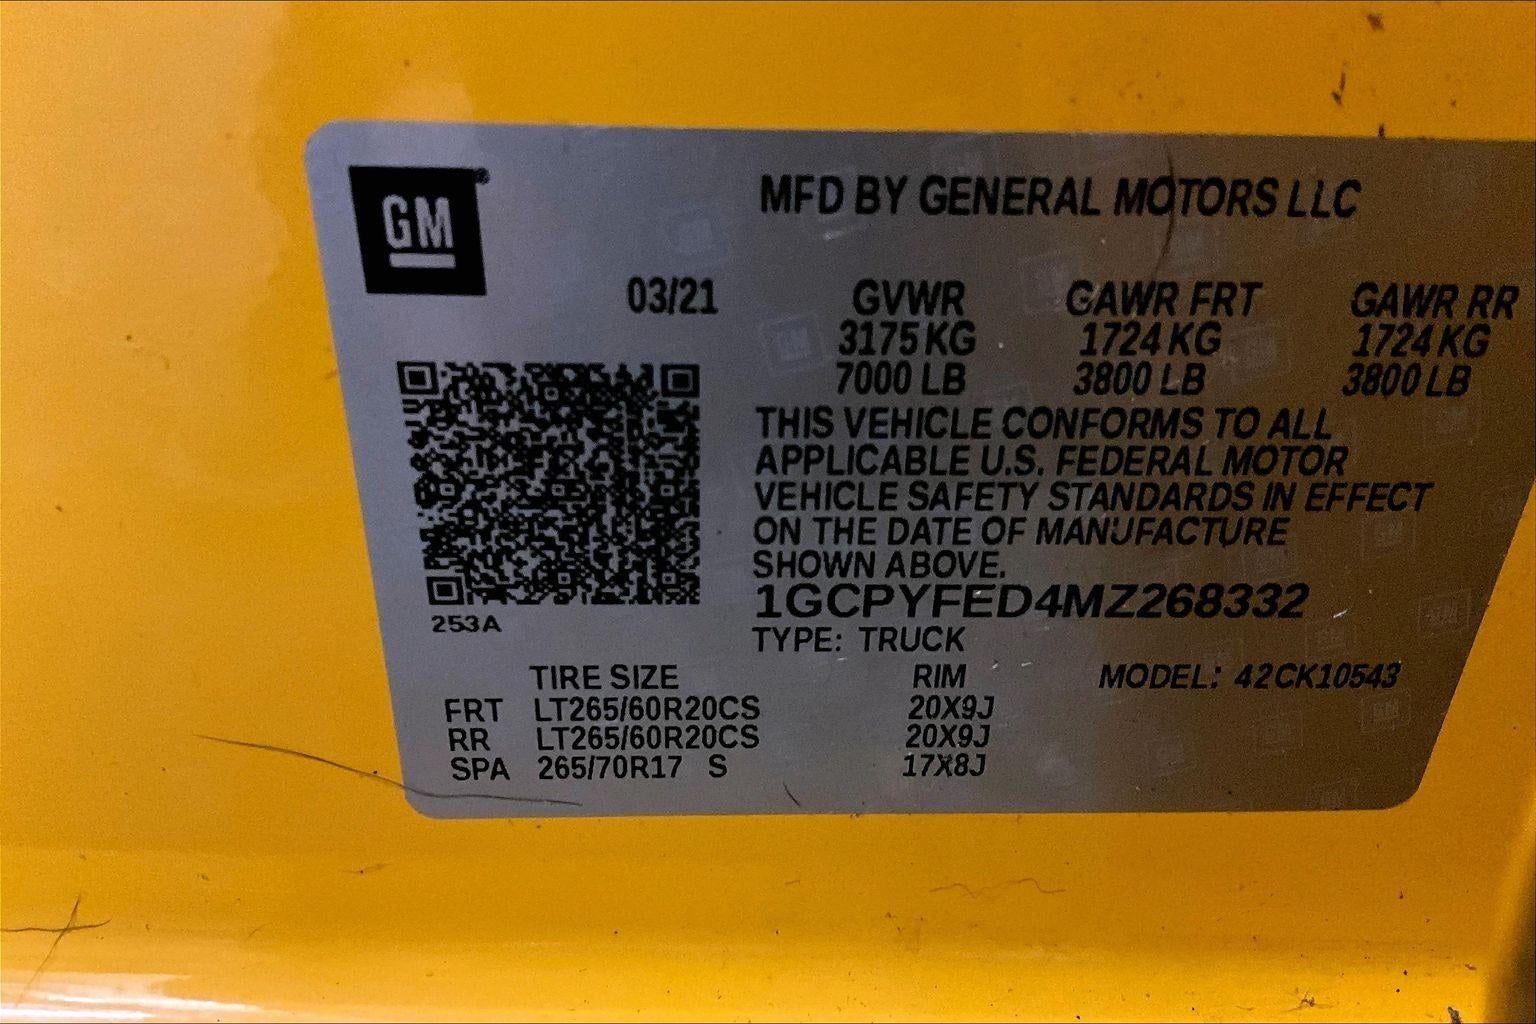 GM
MFD BY GENERAL MOTORS LLC
03/21 GVWR GAWR FRT GAWR RR
3175 KG 1724 KG 1724 KG
7000 LB 3800 LB 3800 LB
THIS VEHICLE CONFORMS TO ALL
APPLICABLE U.S. FEDERAL MOTOR
VEHICLE SAFETY STANDARDS IN EFFECT
ON THE DATE OF MANUFACTURE
SHOWN ABOVE.
1GCPYFED4MZ268332
253A
TYPE: TRUCK
TIRE SIZE RIM MODEL: 42CK10543
FRT LT265/60R20CS 20X9J
RR LT265/60R20CS 20X9J
SPA 265/70R17 S 17X8J